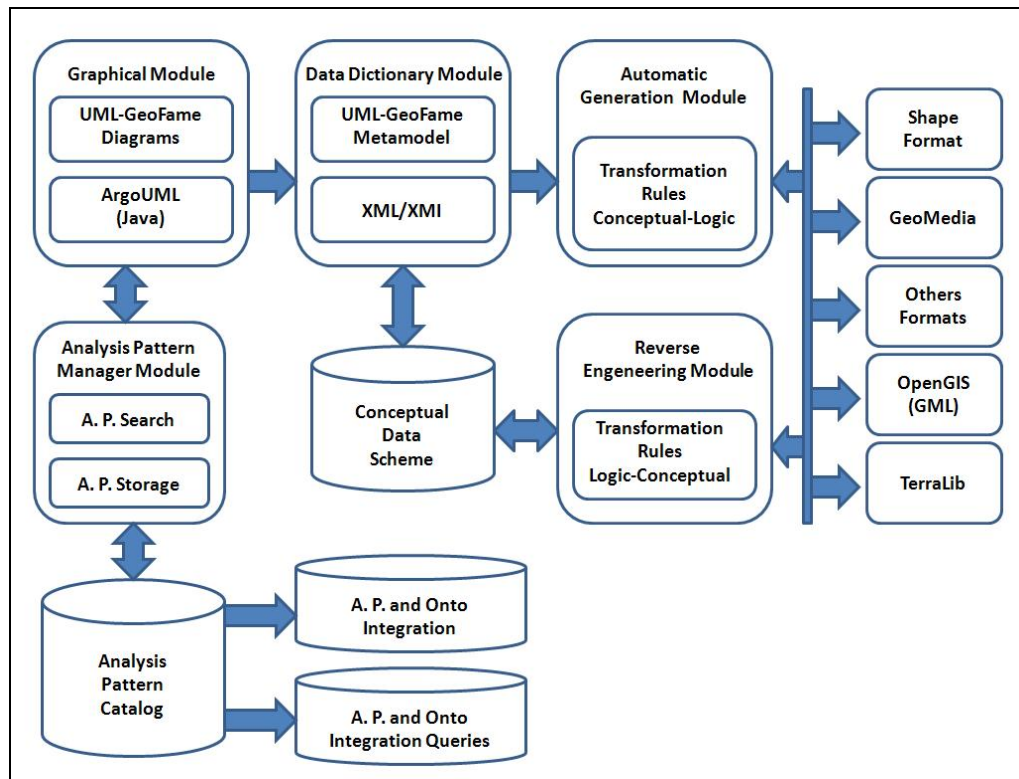 Graphical Module
UML-GeoFame
Diagrams
ArgoUML
(Java)
Data Dictionary Module
UML-GeoFame
Metamodel
XML/XMI
Automatic
Generation Module
Transformation
Rules
Conceptual-Logic
Shape
Format
GeoMedia
Others
Formats
OpenGIS
(GML)
TerraLib
Analysis Pattern
Manager Module
A. P. Search
A. P. Storage
Conceptual
Data
Scheme
Reverse
Engeneering Module
Transformation
Rules
Logic-Conceptual
Analysis
Pattern
Catalog
A. P. and Onto
Integration
A. P. and Onto
Integration Queries